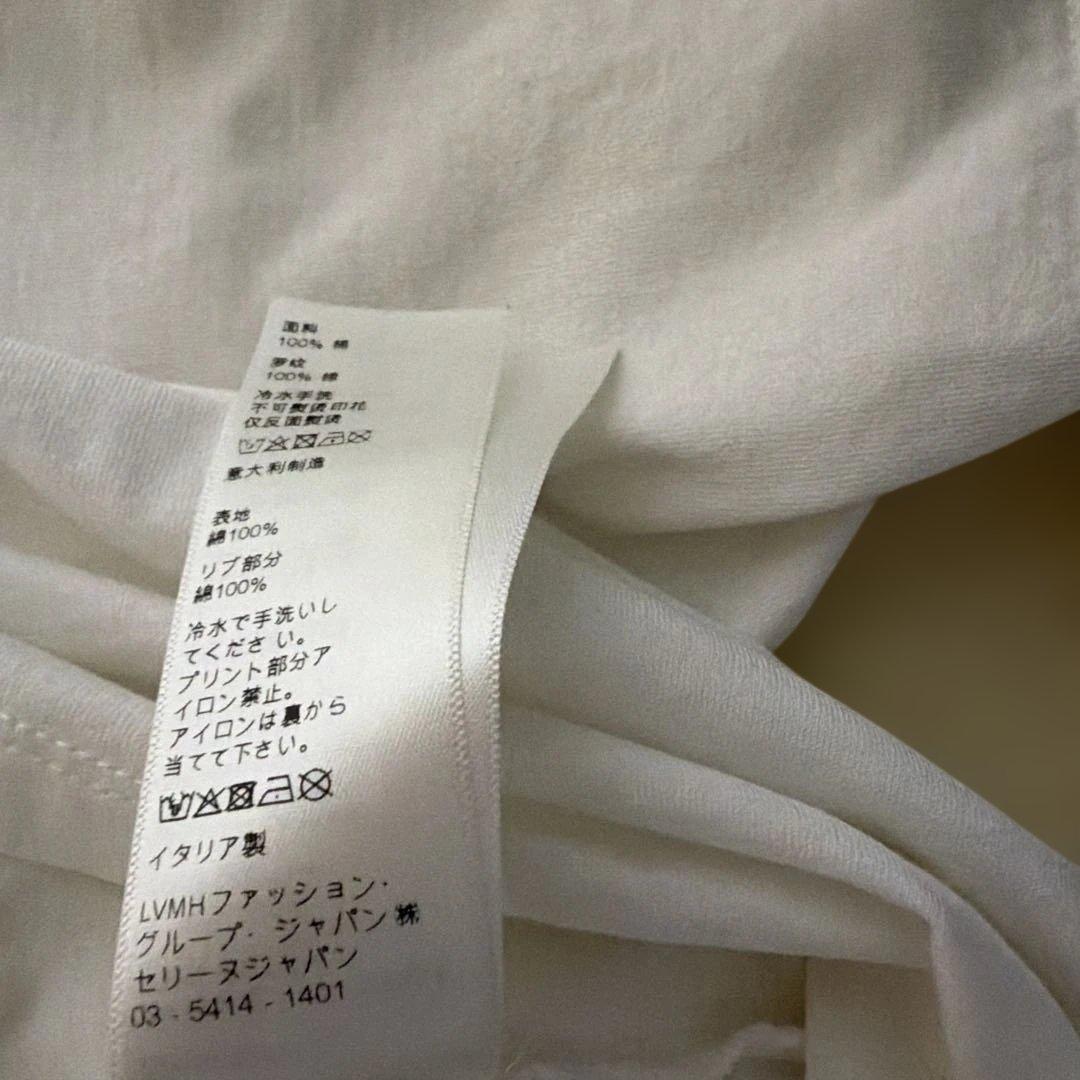 面料
100% 棉
罗纹
100% 棉
冷水手洗
不可熨烫印花
仅反面熨烫
意大利制造
表地
綿100%
リブ部分
綿100%
冷水で手洗いし
てくださ い。
プリント部分ア
イロン禁止。
アイロンは裏から
当てて下さい。
イタリア製
LVMHファッション·
グループ· ジャパン㈱
セリーヌジャパン
03 - 5414 - 1401